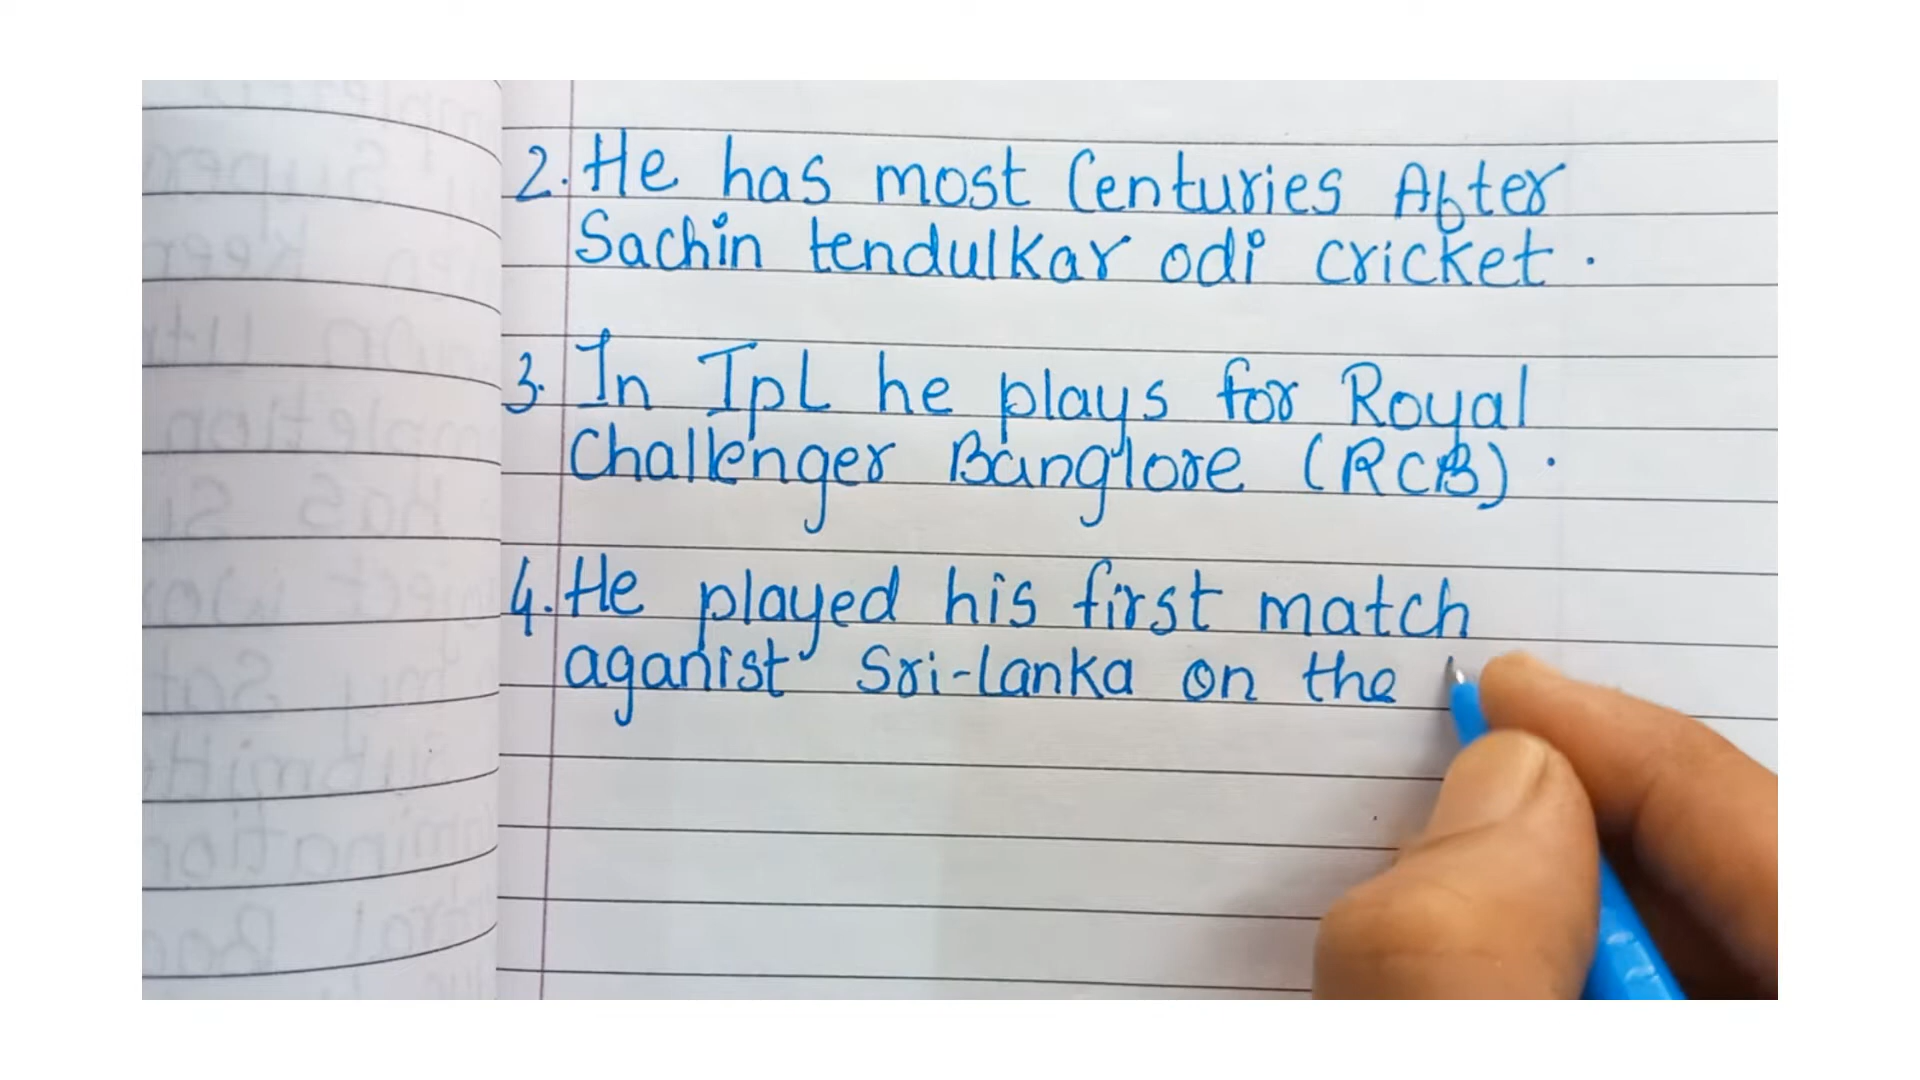 2. He has most Centuries After
Sachin tendulkar odi cricket.
3. In IpL he plays for Royal
Challenger Banglore (RCB).
4. He played his first match
aganist Sri-lanka on the